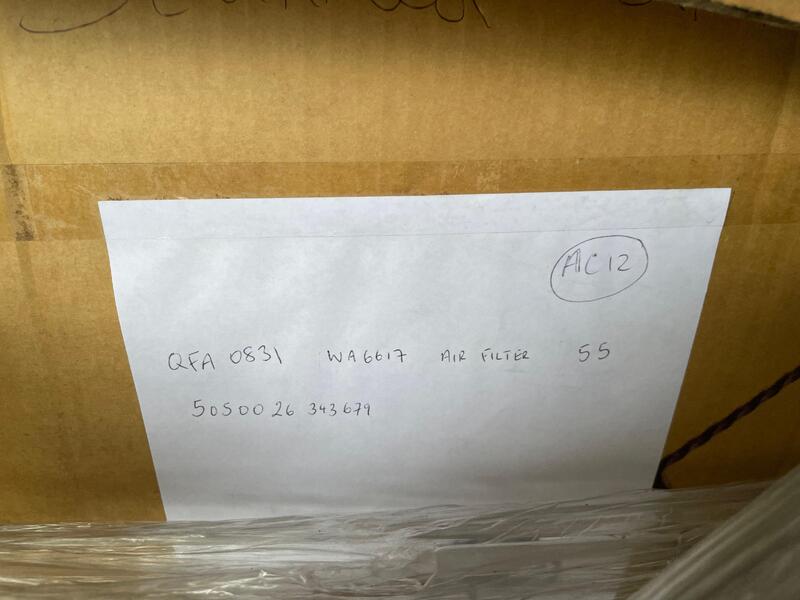 AC12
QFA 0831 WA6617 AIR FILTER 55
5050026 343679